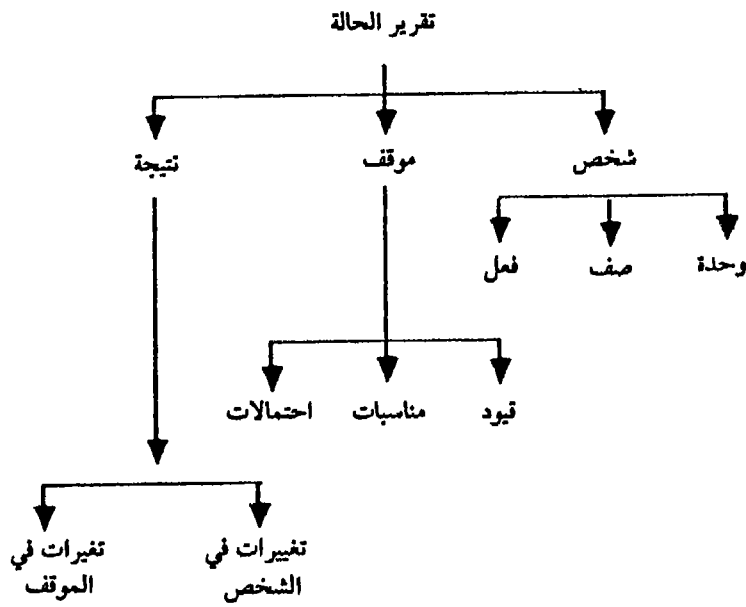 تقرير الحالة
شخص
موقف
نتيجة
وحدة
صف
فعل
قيود
مناسبات
احتمالات
تغييرات في
الشخص
تغيرات في
الموقف